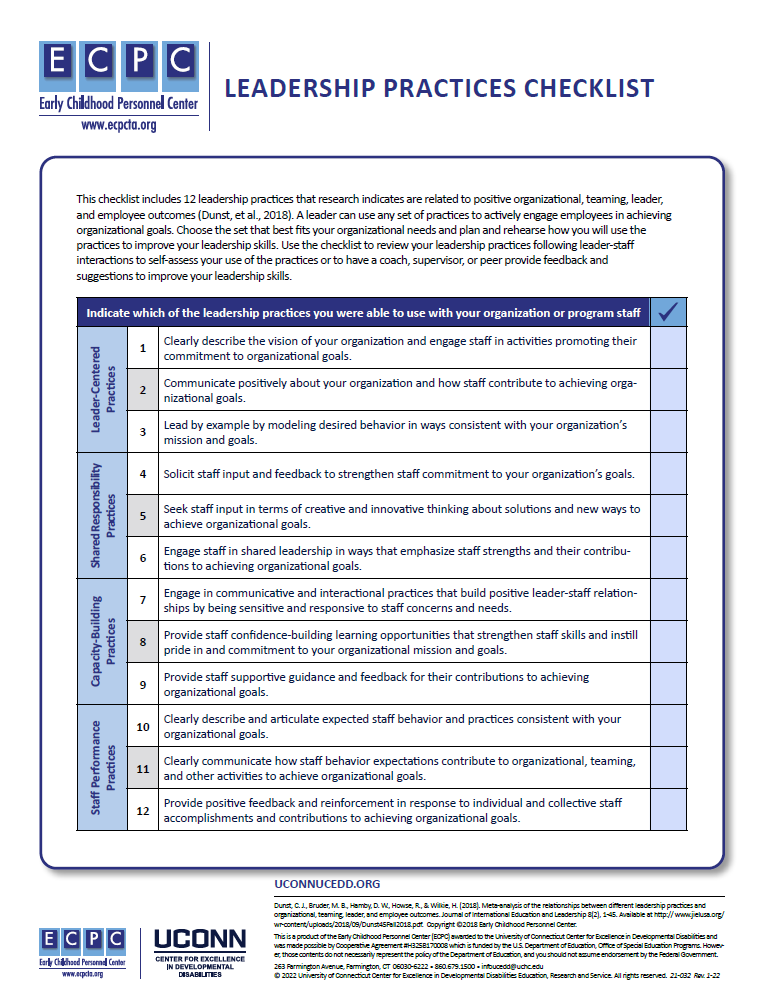 E C P C
Early Childhood Personnel Center
www.ecpcta.org
LEADERSHIP PRACTICES CHECKLIST
This checklist includes 12 leadership practices that research indicates are related to positive organizational, teaming, leader,
and employee outcomes (Dunst, et al., 2018). A leader can use any set of practices to actively engage employees in achieving
organizational goals. Choose the set that best fits your organizational needs and plan and rehearse how you will use the
practices to improve your leadership skills. Use the checklist to review your leadership practices following leader-staff
interactions to self-assess your use of the practices or to have a coach, supervisor, or peer provide feedback and
suggestions to improve your leadership skills.
Indicate which of the leadership practices you were able to use with your organization or program staff ✓
Leader-Centered
Practices
1 Clearly describe the vision of your organization and engage staff in activities promoting their
commitment to organizational goals.
2 Communicate positively about your organization and how staff contribute to achieving orga-
nizational goals.
3 Lead by example by modeling desired behavior in ways consistent with your organization's
mission and goals.
Shared Responsibility
Practices
4 Solicit staff input and feedback to strengthen staff commitment to your organization's goals.
5 Seek staff input in terms of creative and innovative thinking about solutions and new ways to
achieve organizational goals.
6 Engage staff in shared leadership in ways that emphasize staff strengths and their contribu-
tions to achieving organizational goals.
Capacity-Building
Practices
7 Engage in communicative and interactional practices that build positive leader-staff relation-
ships by being sensitive and responsive to staff concerns and needs.
8 Provide staff confidence-building learning opportunities that strengthen staff skills and instill
pride in and commitment to your organizational mission and goals.
9 Provide staff supportive guidance and feedback for their contributions to achieving
organizational goals.
Staff Performance
Practices
10 Clearly describe and articulate expected staff behavior and practices consistent with your
organizational goals.
11 Clearly communicate how staff behavior expectations contribute to organizational, teaming,
and other activities to achieve organizational goals.
12 Provide positive feedback and reinforcement in response to individual and collective staff
accomplishments and contributions to achieving organizational goals.
UCONNUCEDD.ORG
Dunst, C. J., Bruder, M. B., Hamby, D. W., Howse, R., & Wilkie, H. (2018). Meta-analysis of the relationships between different leadership practices and
organizational, teaming, leader, and employee outcomes. Journal of International Education and Leadership 8(2), 1-45. Available at http:// www.jielusa.org/
wr-content/uploads/2018/09/Dunst45Fall2018.pdf. Copyright ©2018 Early Childhood Personnel Center.
This is a product of the Early Childhood Personnel Center (ECPC) awarded to the University of Connecticut Center for Excellence in Developmental Disabilities and
was made possible by Cooperative Agreement #H325B170008 which is funded by the U.S. Department of Education, Office of Special Education Programs. Howev-
er, those contents do not necessarily represent the policy of the Department of Education, and you should not assume endorsement by the Federal Government.
263 Farmington Avenue, Farmington, CT 06030-6222 • 860.679.1500 • infoucedd@uchc.edu
© 2022 University of Connecticut Center for Excellence in Developmental Disabilities Education, Research and Service. All rights reserved. 21-032 Rev. 1-22
E C P C
Early Childhood Personnel Center
www.ecpcta.org
UCONN
CENTER FOR EXCELLENCE
IN DEVELOPMENTAL
DISABILITIES